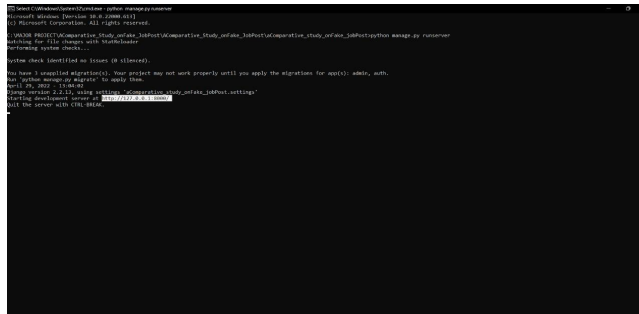 Select C:\Windows\System32\cmd.exe - python manage.py runserver
Microsoft Windows [Version 10.0.22000.613]
(c) Microsoft Corporation. All rights reserved.
C:\MAJOR PROJECT\AComparative_Study_onFake_JobPost\AComparative_Study_onFake_JobPost\aComparative_study_onFake_jobPost>python manage.py runserver
Watching for file changes with StatReloader
Performing system checks...
System check identified no issues (0 silenced).
You have 3 unapplied migration(s). Your project may not work properly until you apply the migrations for app(s): admin, auth.
Run 'python manage.py migrate' to apply them.
April 29, 2022 - 13:04:02
Django version 2.2.13, using settings 'aComparative_study_onFake_jobPost.settings'
Starting development server at http://127.0.0.1:8000/
Quit the server with CTRL-BREAK.